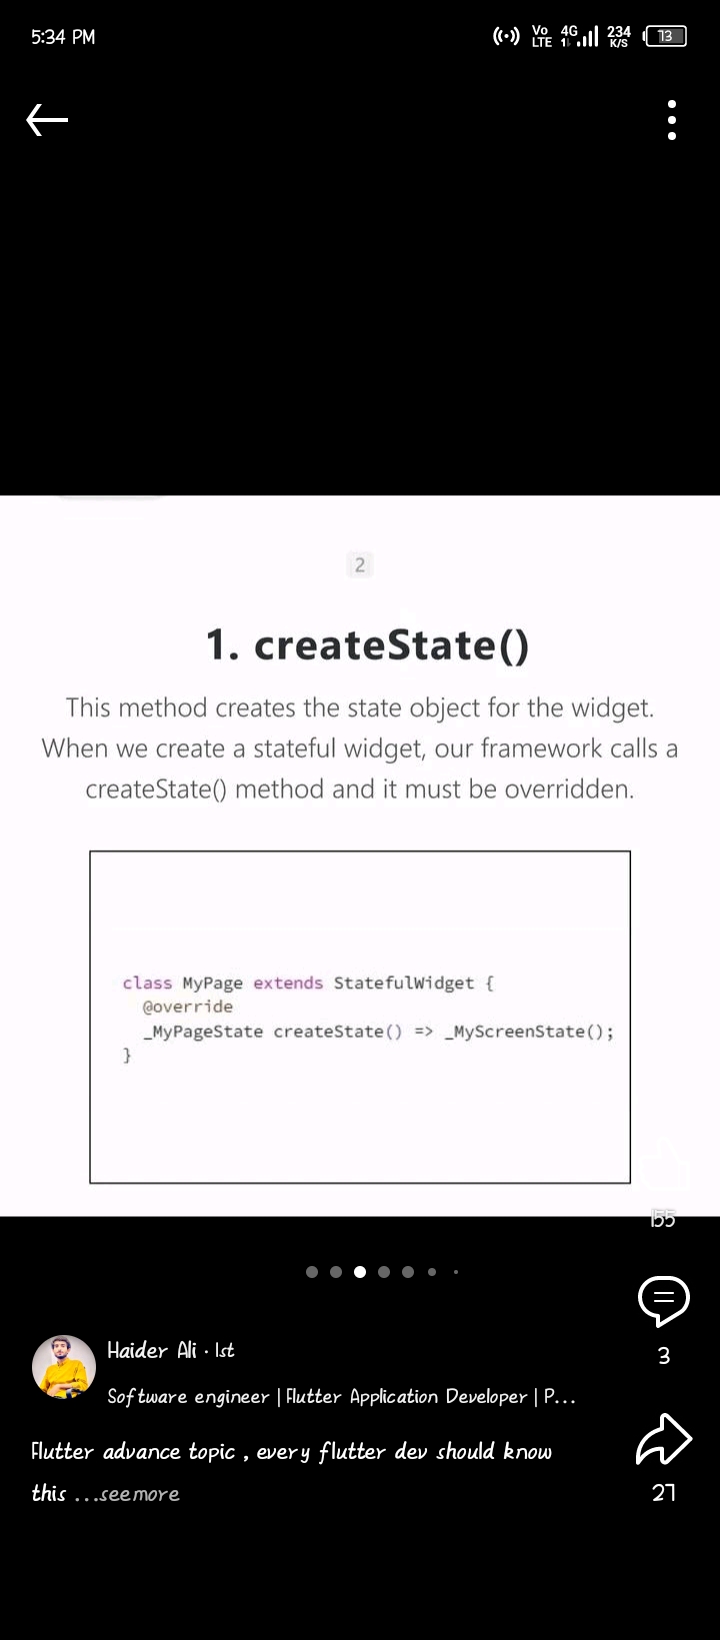 5:34 PM
Vo LTE 4G 234 K/S 13
2
1. createState()
This method creates the state object for the widget.
When we create a stateful widget, our framework calls a
createState() method and it must be overridden.
class MyPage extends StatefulWidget {
@override
_MyPageState createState() => _MyScreenState();
}
155
3
Haider Ali · 1st
Software engineer | Flutter Application Developer | P...
Flutter advance topic , every flutter dev should know
this ...see more
27